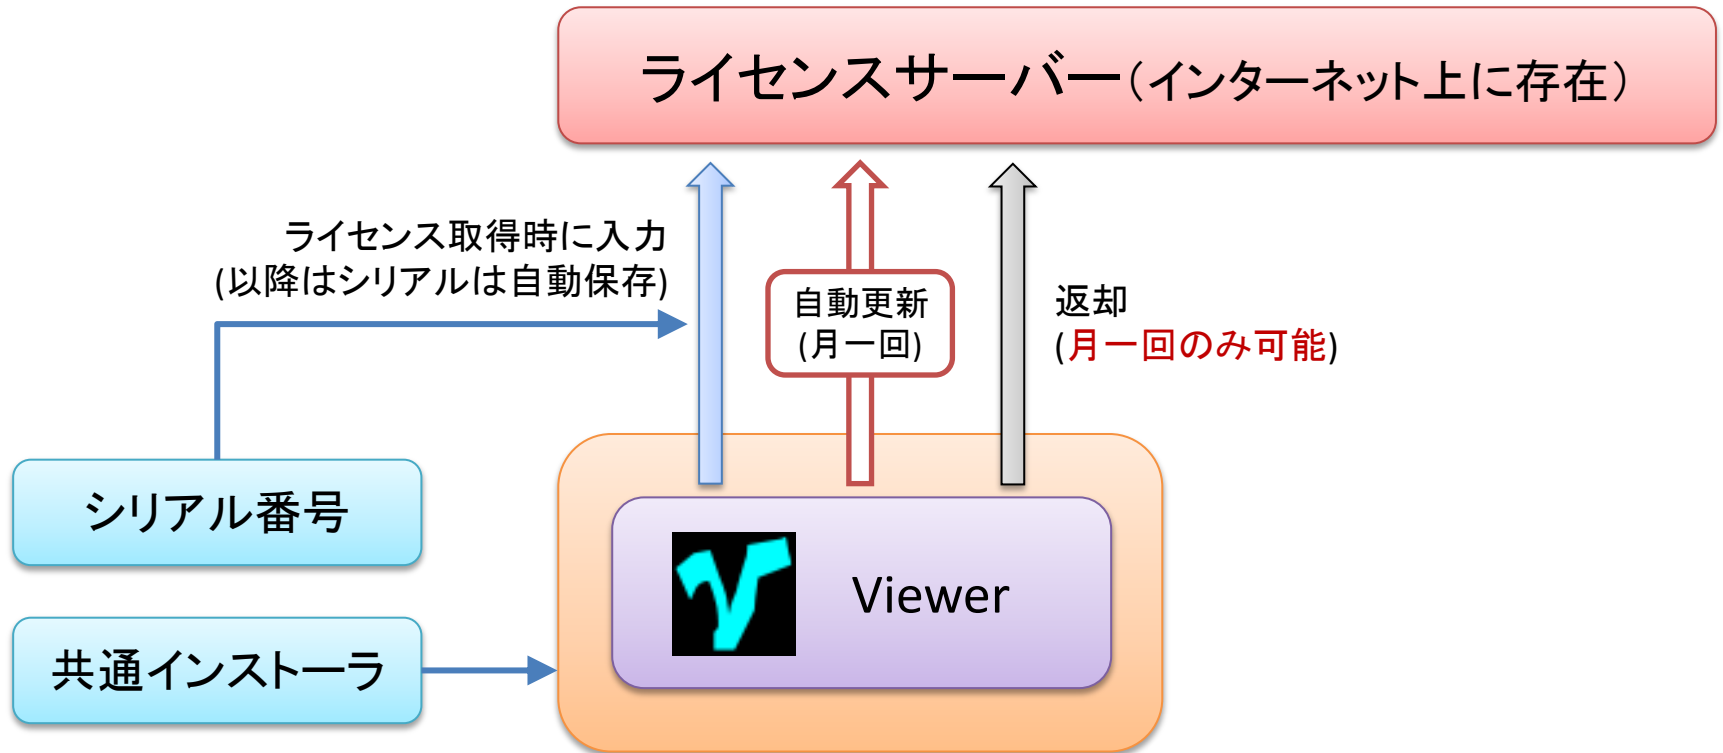 ライセンスサーバー（インターネット上に存在）
ライセンス取得時に入力
(以降はシリアルは自動保存)
自動更新
(月一回)
返却
(月一回のみ可能)
シリアル番号
Viewer
共通インストーラ